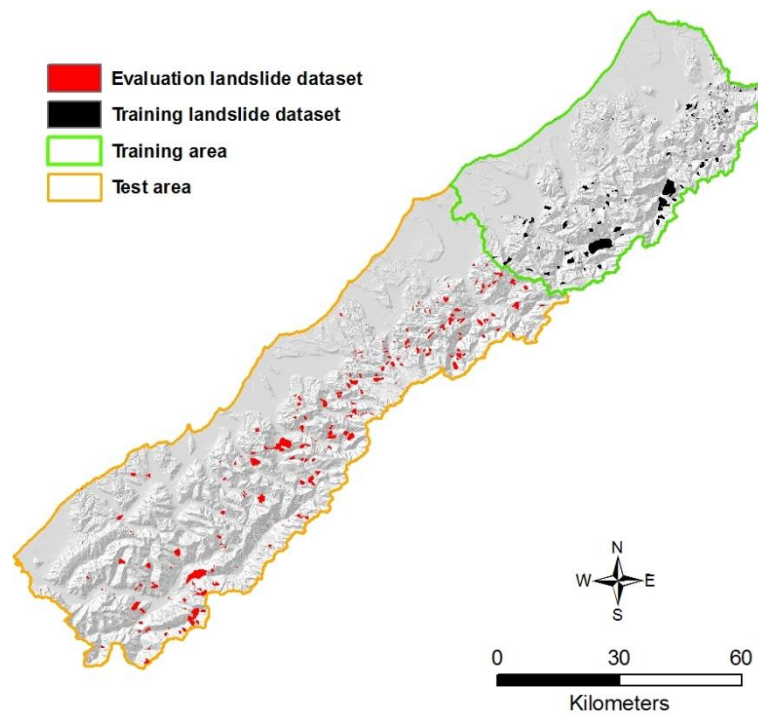 Evaluation landslide dataset
Training landslide dataset
Training area
Test area
N
W E
S
0 30 60
Kilometers